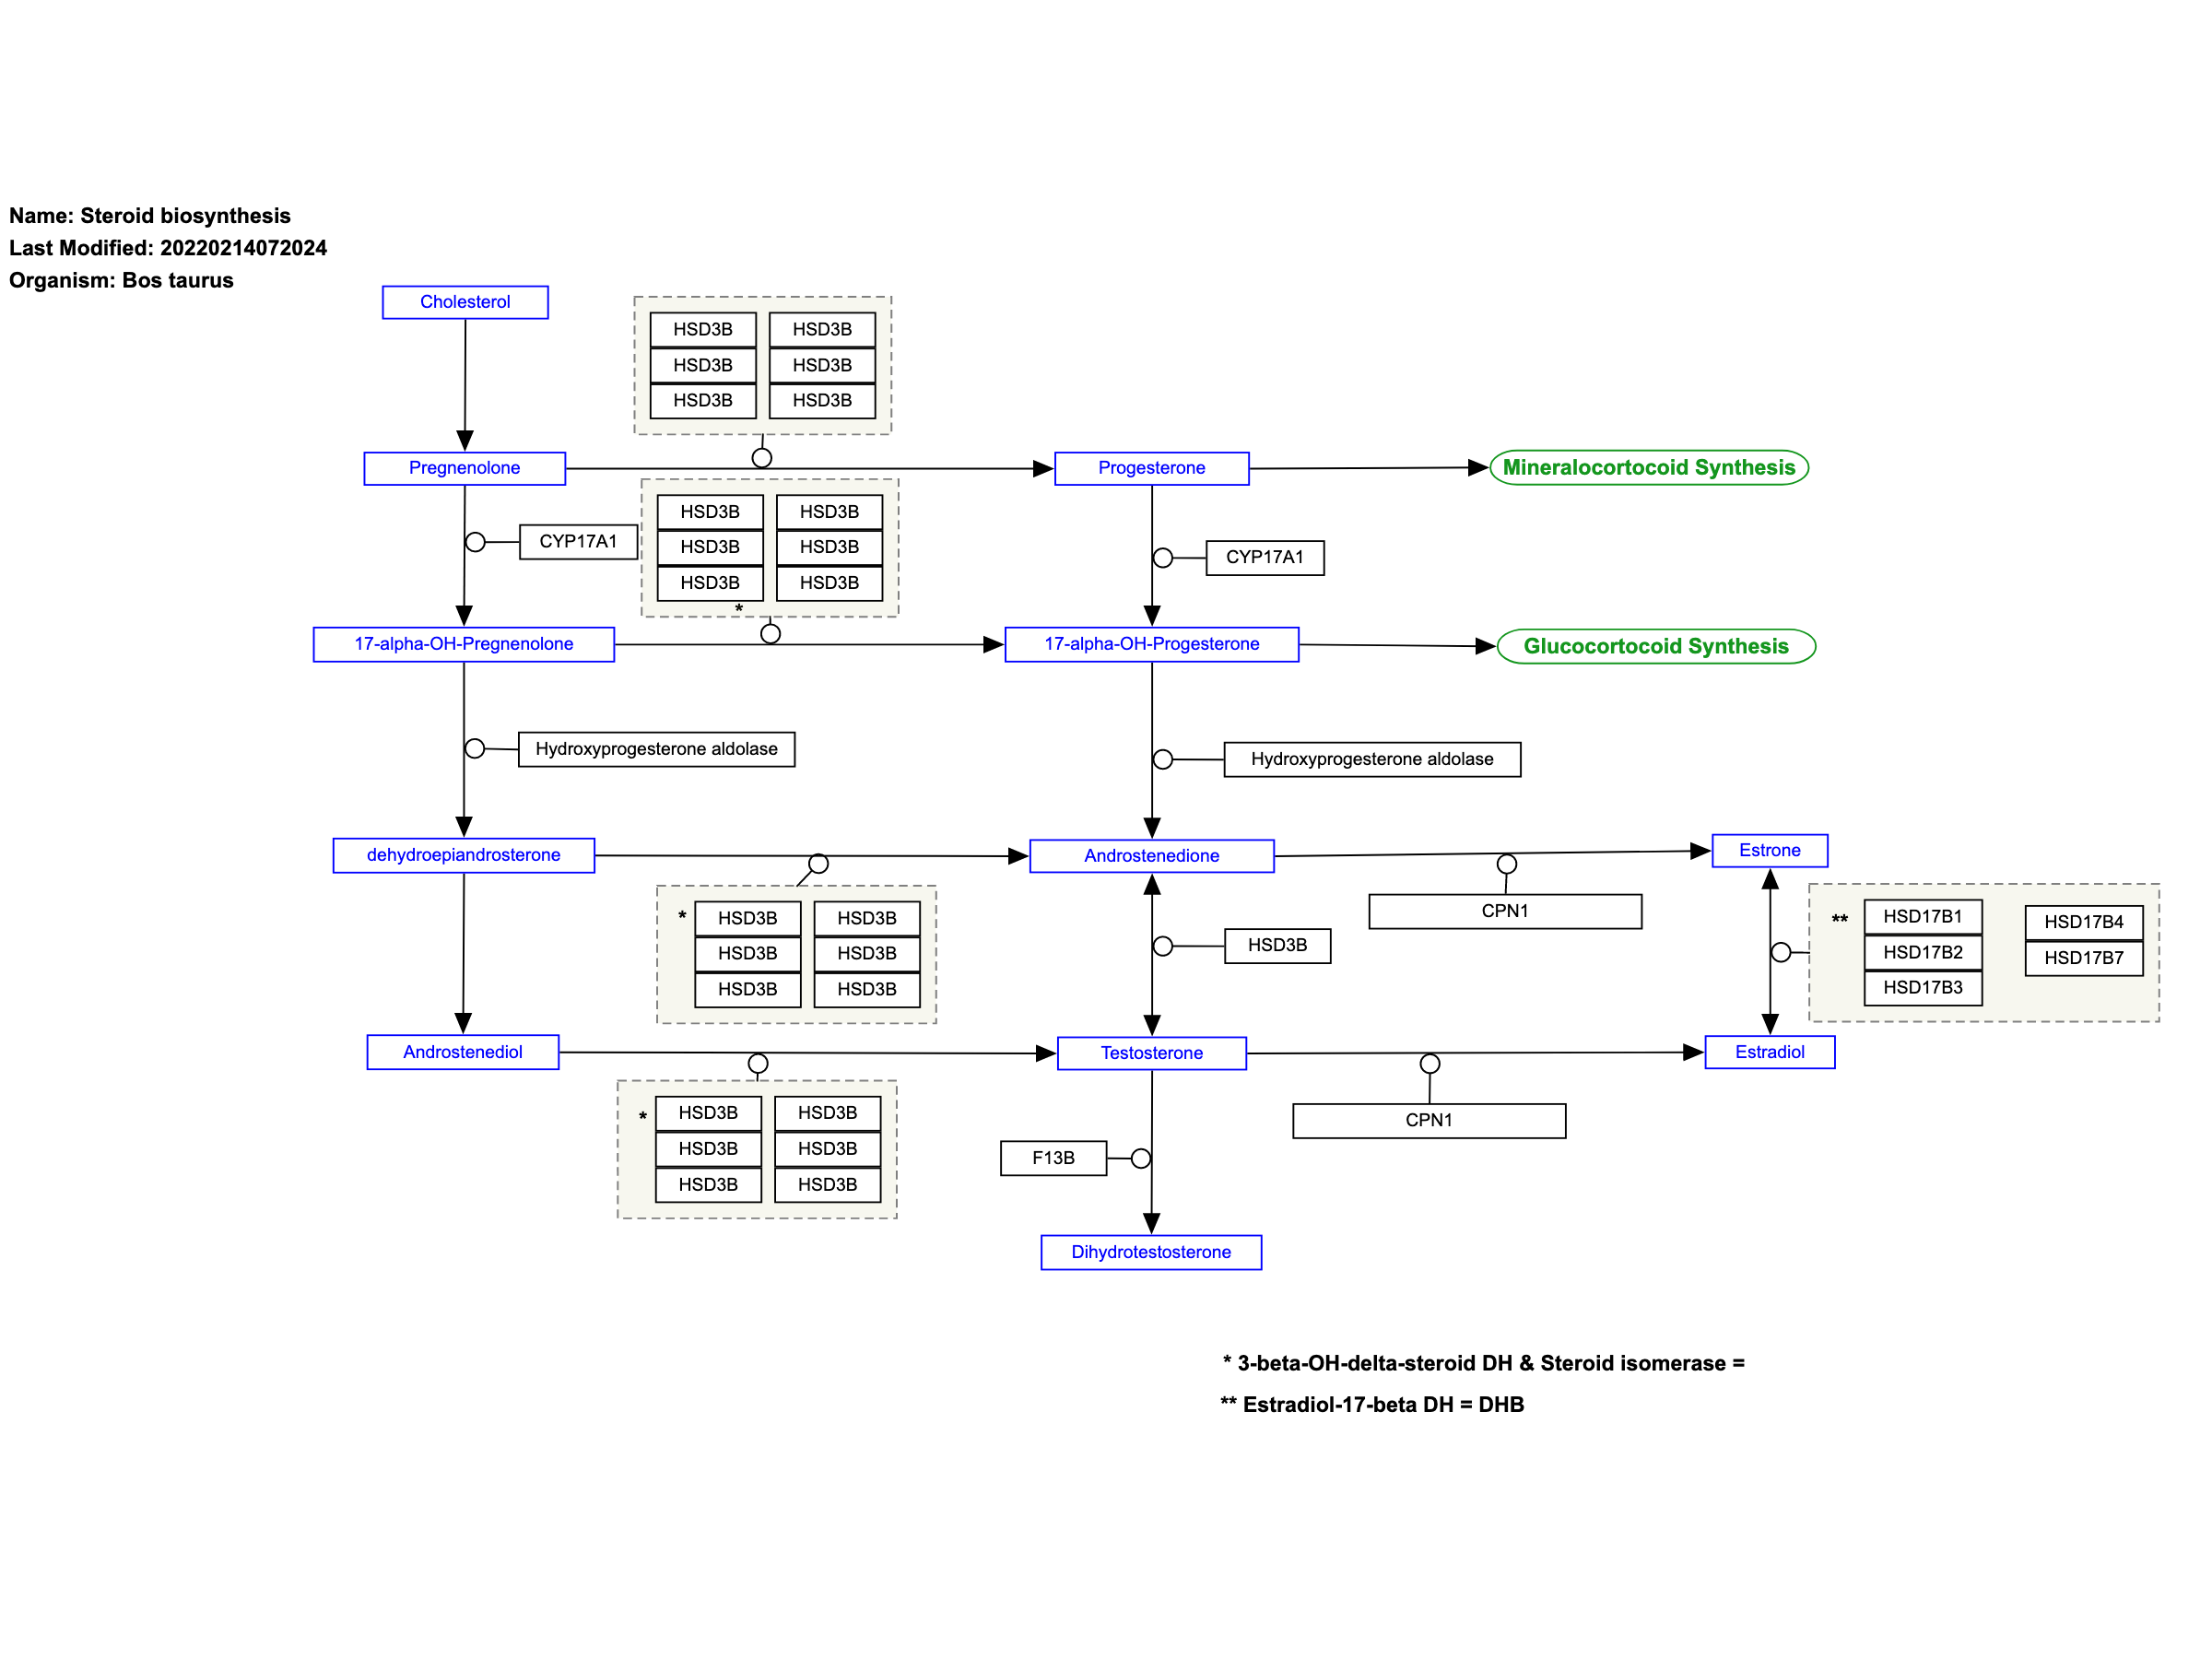 Name: Steroid biosynthesis
Last Modified: 20220214072024
Organism: Bos taurus
Cholesterol
HSD3B HSD3B
HSD3B HSD3B
HSD3B HSD3B
Pregnenolone
Progesterone
Mineralocortocoid Synthesis
HSD3B HSD3B
HSD3B HSD3B
HSD3B HSD3B
*
CYP17A1
CYP17A1
17-alpha-OH-Pregnenolone
17-alpha-OH-Progesterone
Glucocortocoid Synthesis
Hydroxyprogesterone aldolase
Hydroxyprogesterone aldolase
dehydroepiandrosterone
Androstenedione
Estrone
* HSD3B HSD3B
HSD3B HSD3B
HSD3B HSD3B
HSD3B
CPN1
** HSD17B1 HSD17B4
HSD17B2 HSD17B7
HSD17B3
Androstenediol
Testosterone
Estradiol
* HSD3B HSD3B
HSD3B HSD3B
HSD3B HSD3B
F13B
CPN1
Dihydrotestosterone
* 3-beta-OH-delta-steroid DH & Steroid isomerase =
** Estradiol-17-beta DH = DHB